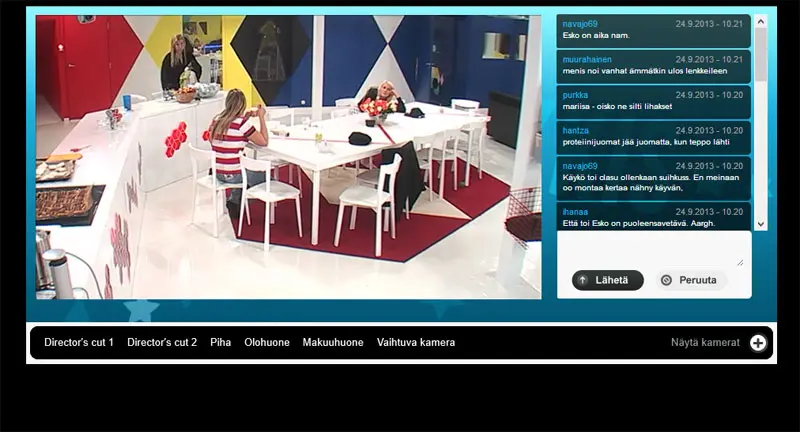 navajo69 24.9.2013 - 10.21
Esko on aika nam.
muurahainen 24.9.2013 - 10.21
menis noi vanhat ämmätkin ulos lenkkeileen
purkka 24.9.2013 - 10.20
mariisa - oisko ne silti lihakset
hantza 24.9.2013 - 10.20
proteiinijuomat jää juomatta, kun teppo lähti
navajo69 24.9.2013 - 10.20
Käykö toi clasu ollenkaan suihkuss. En meinaan
oo montaa kertaa nähny käyvän,
ihanaa 24.9.2013 - 10.20
Että toi Esko on puoleensavetävä. Aargh.
Lähetä Peruuta
Director's cut 1 Director's cut 2 Piha Olohuone Makuuhuone Vaihtuva kamera Näytä kamerat